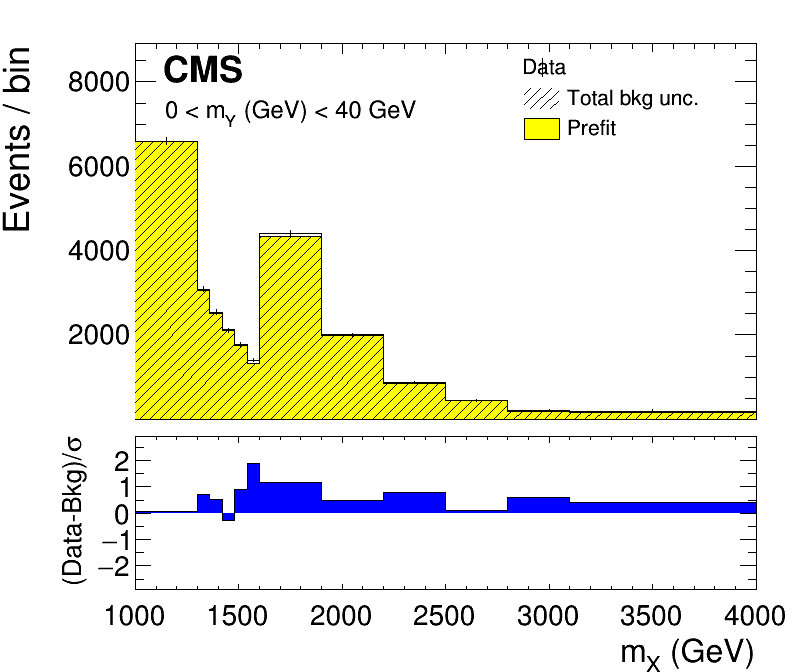 Events / bin
8000
6000
4000
2000
CMS
0 < mY (GeV) < 40 GeV
Data
Total bkg unc.
Prefit
(Data-Bkg)/σ
2
1
0
−1
−2
1000 1500 2000 2500 3000 3500 4000
mX (GeV)